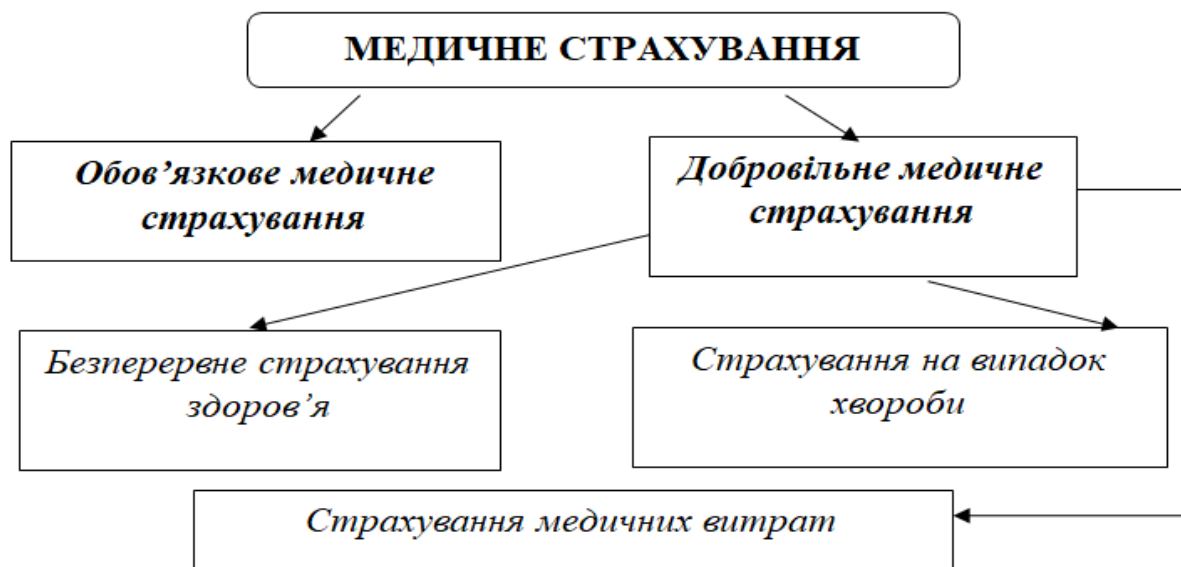 МЕДИЧНЕ СТРАХУВАННЯ
Обов’язкове медичне
страхування
Добровільне медичне
страхування
Безперервне страхування
здоров’я
Страхування на випадок
хвороби
Страхування медичних витрат